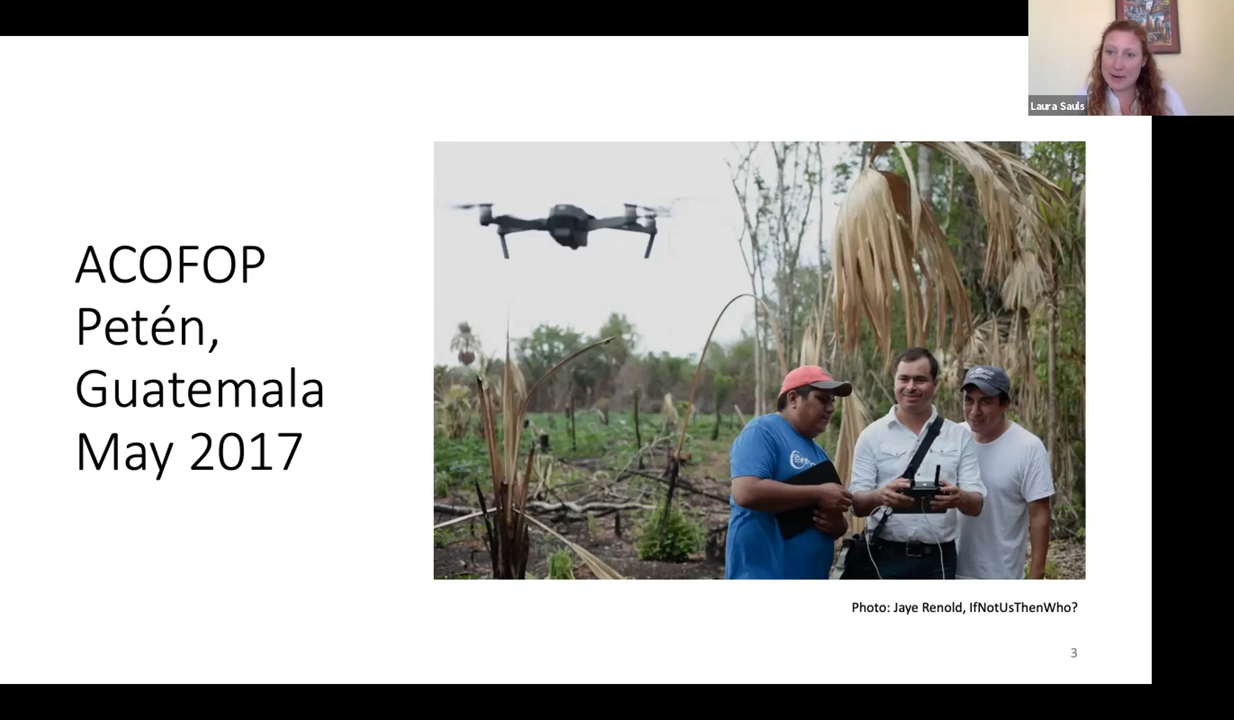 Laura Sauls
ACOFOP
Petén,
Guatemala
May 2017
Photo: Jaye Renold, IfNotUsThenWho?
3